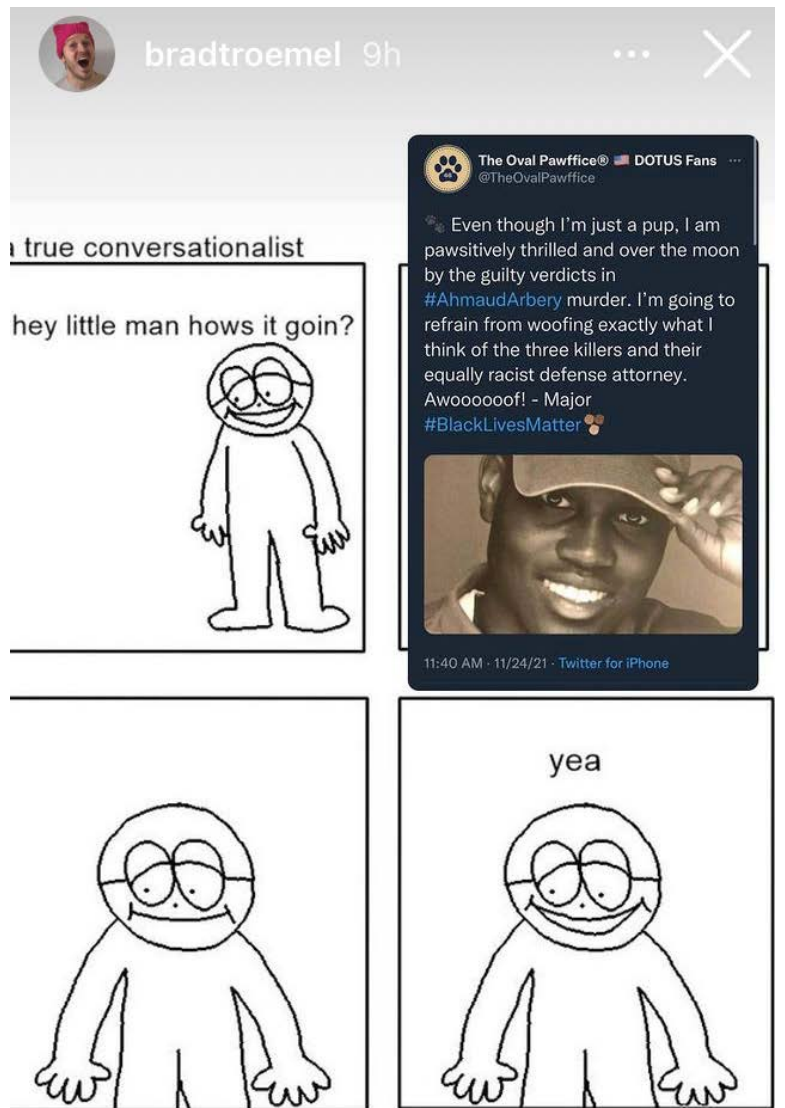 bradtroemel 9h
true conversationalist
hey little man hows it goin?
The Oval Pawffice® 🇺🇸 DOTUS Fans
@TheOvalPawffice
🐾 Even though I’m just a pup, I am
pawsitively thrilled and over the moon
by the guilty verdicts in
#AhmaudArbery murder. I’m going to
refrain from woofing exactly what I
think of the three killers and their
equally racist defense attorney.
Awoooooof! - Major
#BlackLivesMatter
11:40 AM · 11/24/21 · Twitter for iPhone
yea